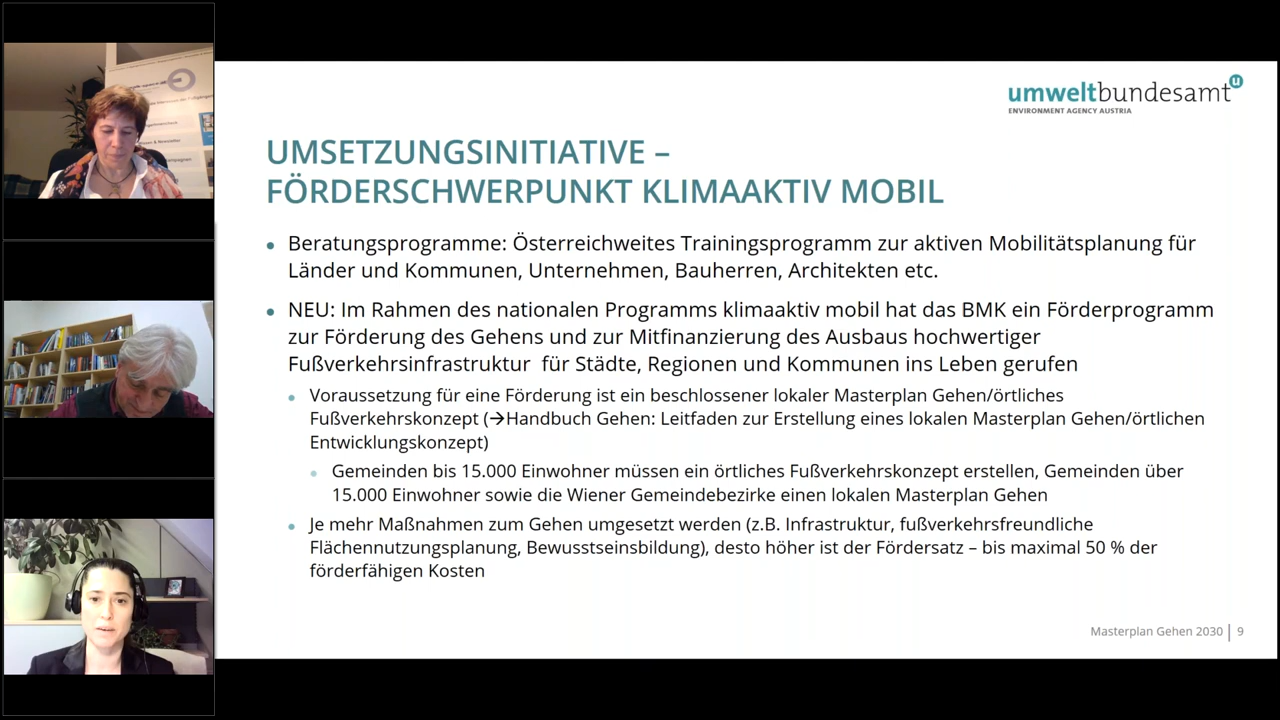 umweltbundesamt
ENVIRONMENT AGENCY AUSTRIA
UMSETZUNGSINITIATIVE –
FÖRDERSCHWERPUNKT KLIMAAKTIV MOBIL
• Beratungsprogramme: Österreichweites Trainingsprogramm zur aktiven Mobilitätsplanung für
Länder und Kommunen, Unternehmen, Bauherren, Architekten etc.
• NEU: Im Rahmen des nationalen Programms klimaaktiv mobil hat das BMK ein Förderprogramm
zur Förderung des Gehens und zur Mitfinanzierung des Ausbaus hochwertiger
Fußverkehrsinfrastruktur für Städte, Regionen und Kommunen ins Leben gerufen
• Voraussetzung für eine Förderung ist ein beschlossener lokaler Masterplan Gehen/örtliches
Fußverkehrskonzept (→Handbuch Gehen: Leitfaden zur Erstellung eines lokalen Masterplan Gehen/örtlichen
Entwicklungskonzept)
• Gemeinden bis 15.000 Einwohner müssen ein örtliches Fußverkehrskonzept erstellen, Gemeinden über
15.000 Einwohner sowie die Wiener Gemeindebezirke einen lokalen Masterplan Gehen
• Je mehr Maßnahmen zum Gehen umgesetzt werden (z.B. Infrastruktur, fußverkehrsfreundliche
Flächennutzungsplanung, Bewusstseinsbildung), desto höher ist der Fördersatz – bis maximal 50 % der
förderfähigen Kosten
Masterplan Gehen 2030 | 9